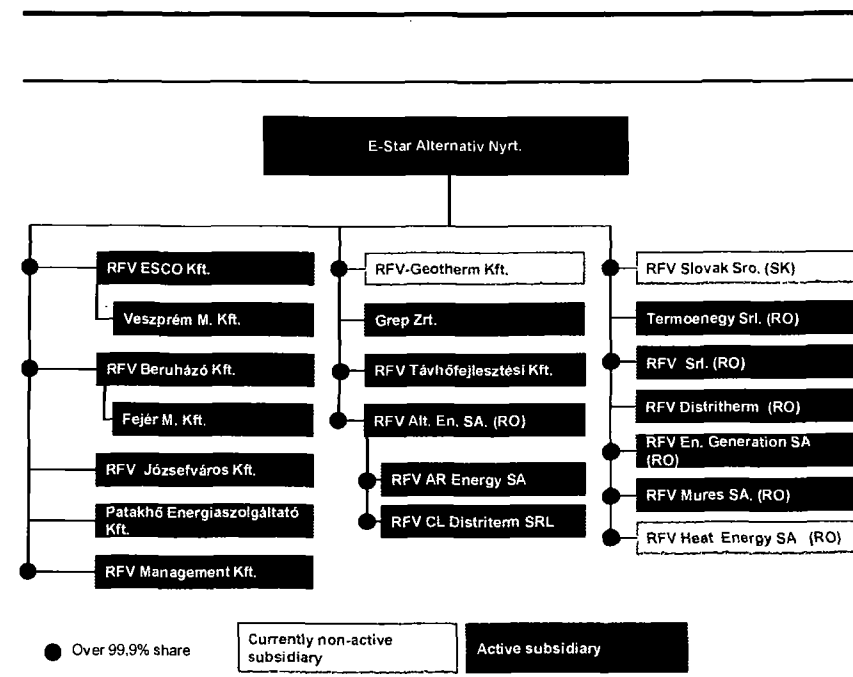 E-Star Alternativ Nyrt.
RFV ESCO Kft.
Veszprém M. Kft.
RFV Beruházó Kft.
Fejér M. Kft.
RFV Józsefváros Kft.
Patakhő Energiaszolgáltató
Kft.
RFV Management Kft.
RFV-Geotherm Kft.
Grep Zrt.
RFV Távhőfejlesztési Kft.
RFV Alt. En. SA. (RO)
RFV AR Energy SA
RFV CL Distriterm SRL
RFV Slovak Sro. (SK)
Termoenegy Srl. (RO)
RFV Srl. (RO)
RFV Distritherm (RO)
RFV En. Generation SA
(RO)
RFV Mures SA. (RO)
RFV Heat Energy SA (RO)
Over 99,9% share
Currently non-active
subsidiary
Active subsidiary